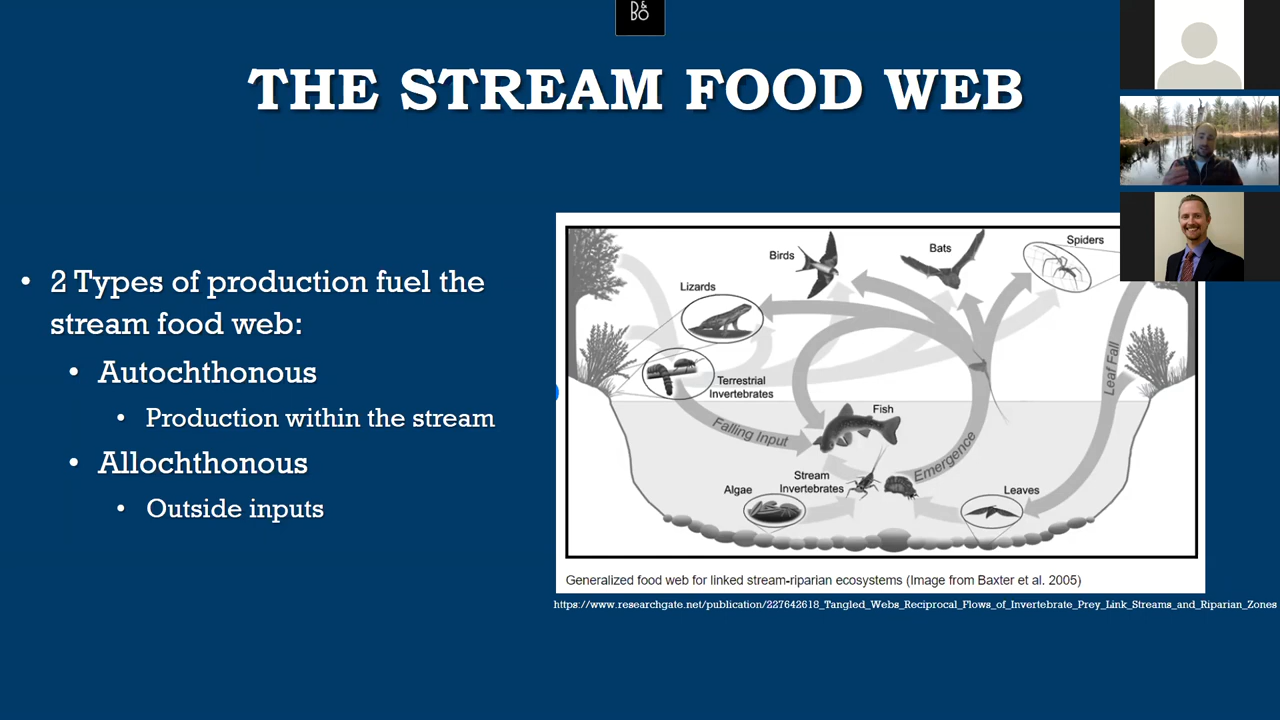 B&
BO
THE STREAM FOOD WEB
• 2 Types of production fuel the
stream food web:
• Autochthonous
• Production within the stream
• Allochthonous
• Outside inputs
Birds
Bats
Spiders
Lizards
Terrestrial
Invertebrates
Leaf Fall
Fish
Falling Input
Emergence
Stream
Invertebrates
Algae
Leaves
Generalized food web for linked stream-riparian ecosystems (Image from Baxter et al. 2005)
https://www.researchgate.net/publication/227642618_Tangled_Webs_Reciprocal_Flows_of_Invertebrate_Prey_Link_Streams_and_Riparian_Zones